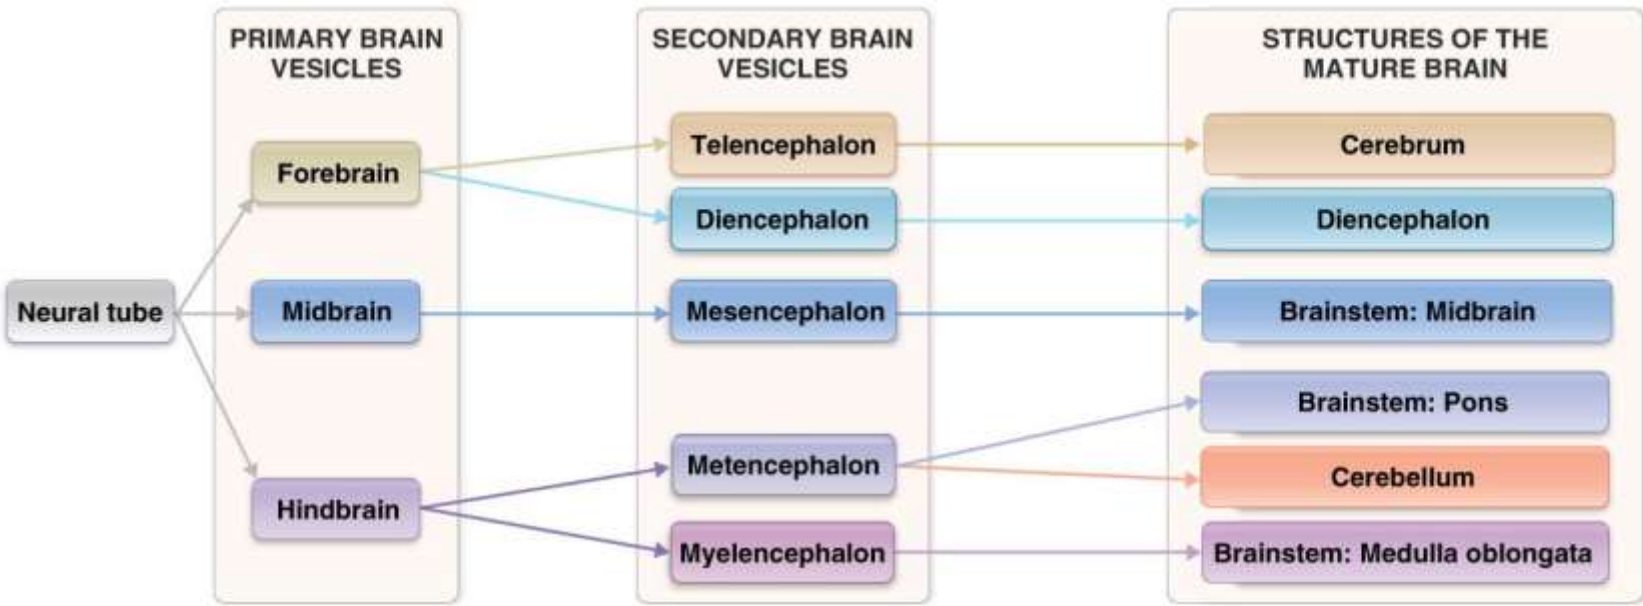 PRIMARY BRAIN
VESICLES
SECONDARY BRAIN
VESICLES
STRUCTURES OF THE
MATURE BRAIN
Neural tube
Forebrain
Midbrain
Hindbrain
Telencephalon
Diencephalon
Mesencephalon
Metencephalon
Myelencephalon
Cerebrum
Diencephalon
Brainstem: Midbrain
Brainstem: Pons
Cerebellum
Brainstem: Medulla oblongata